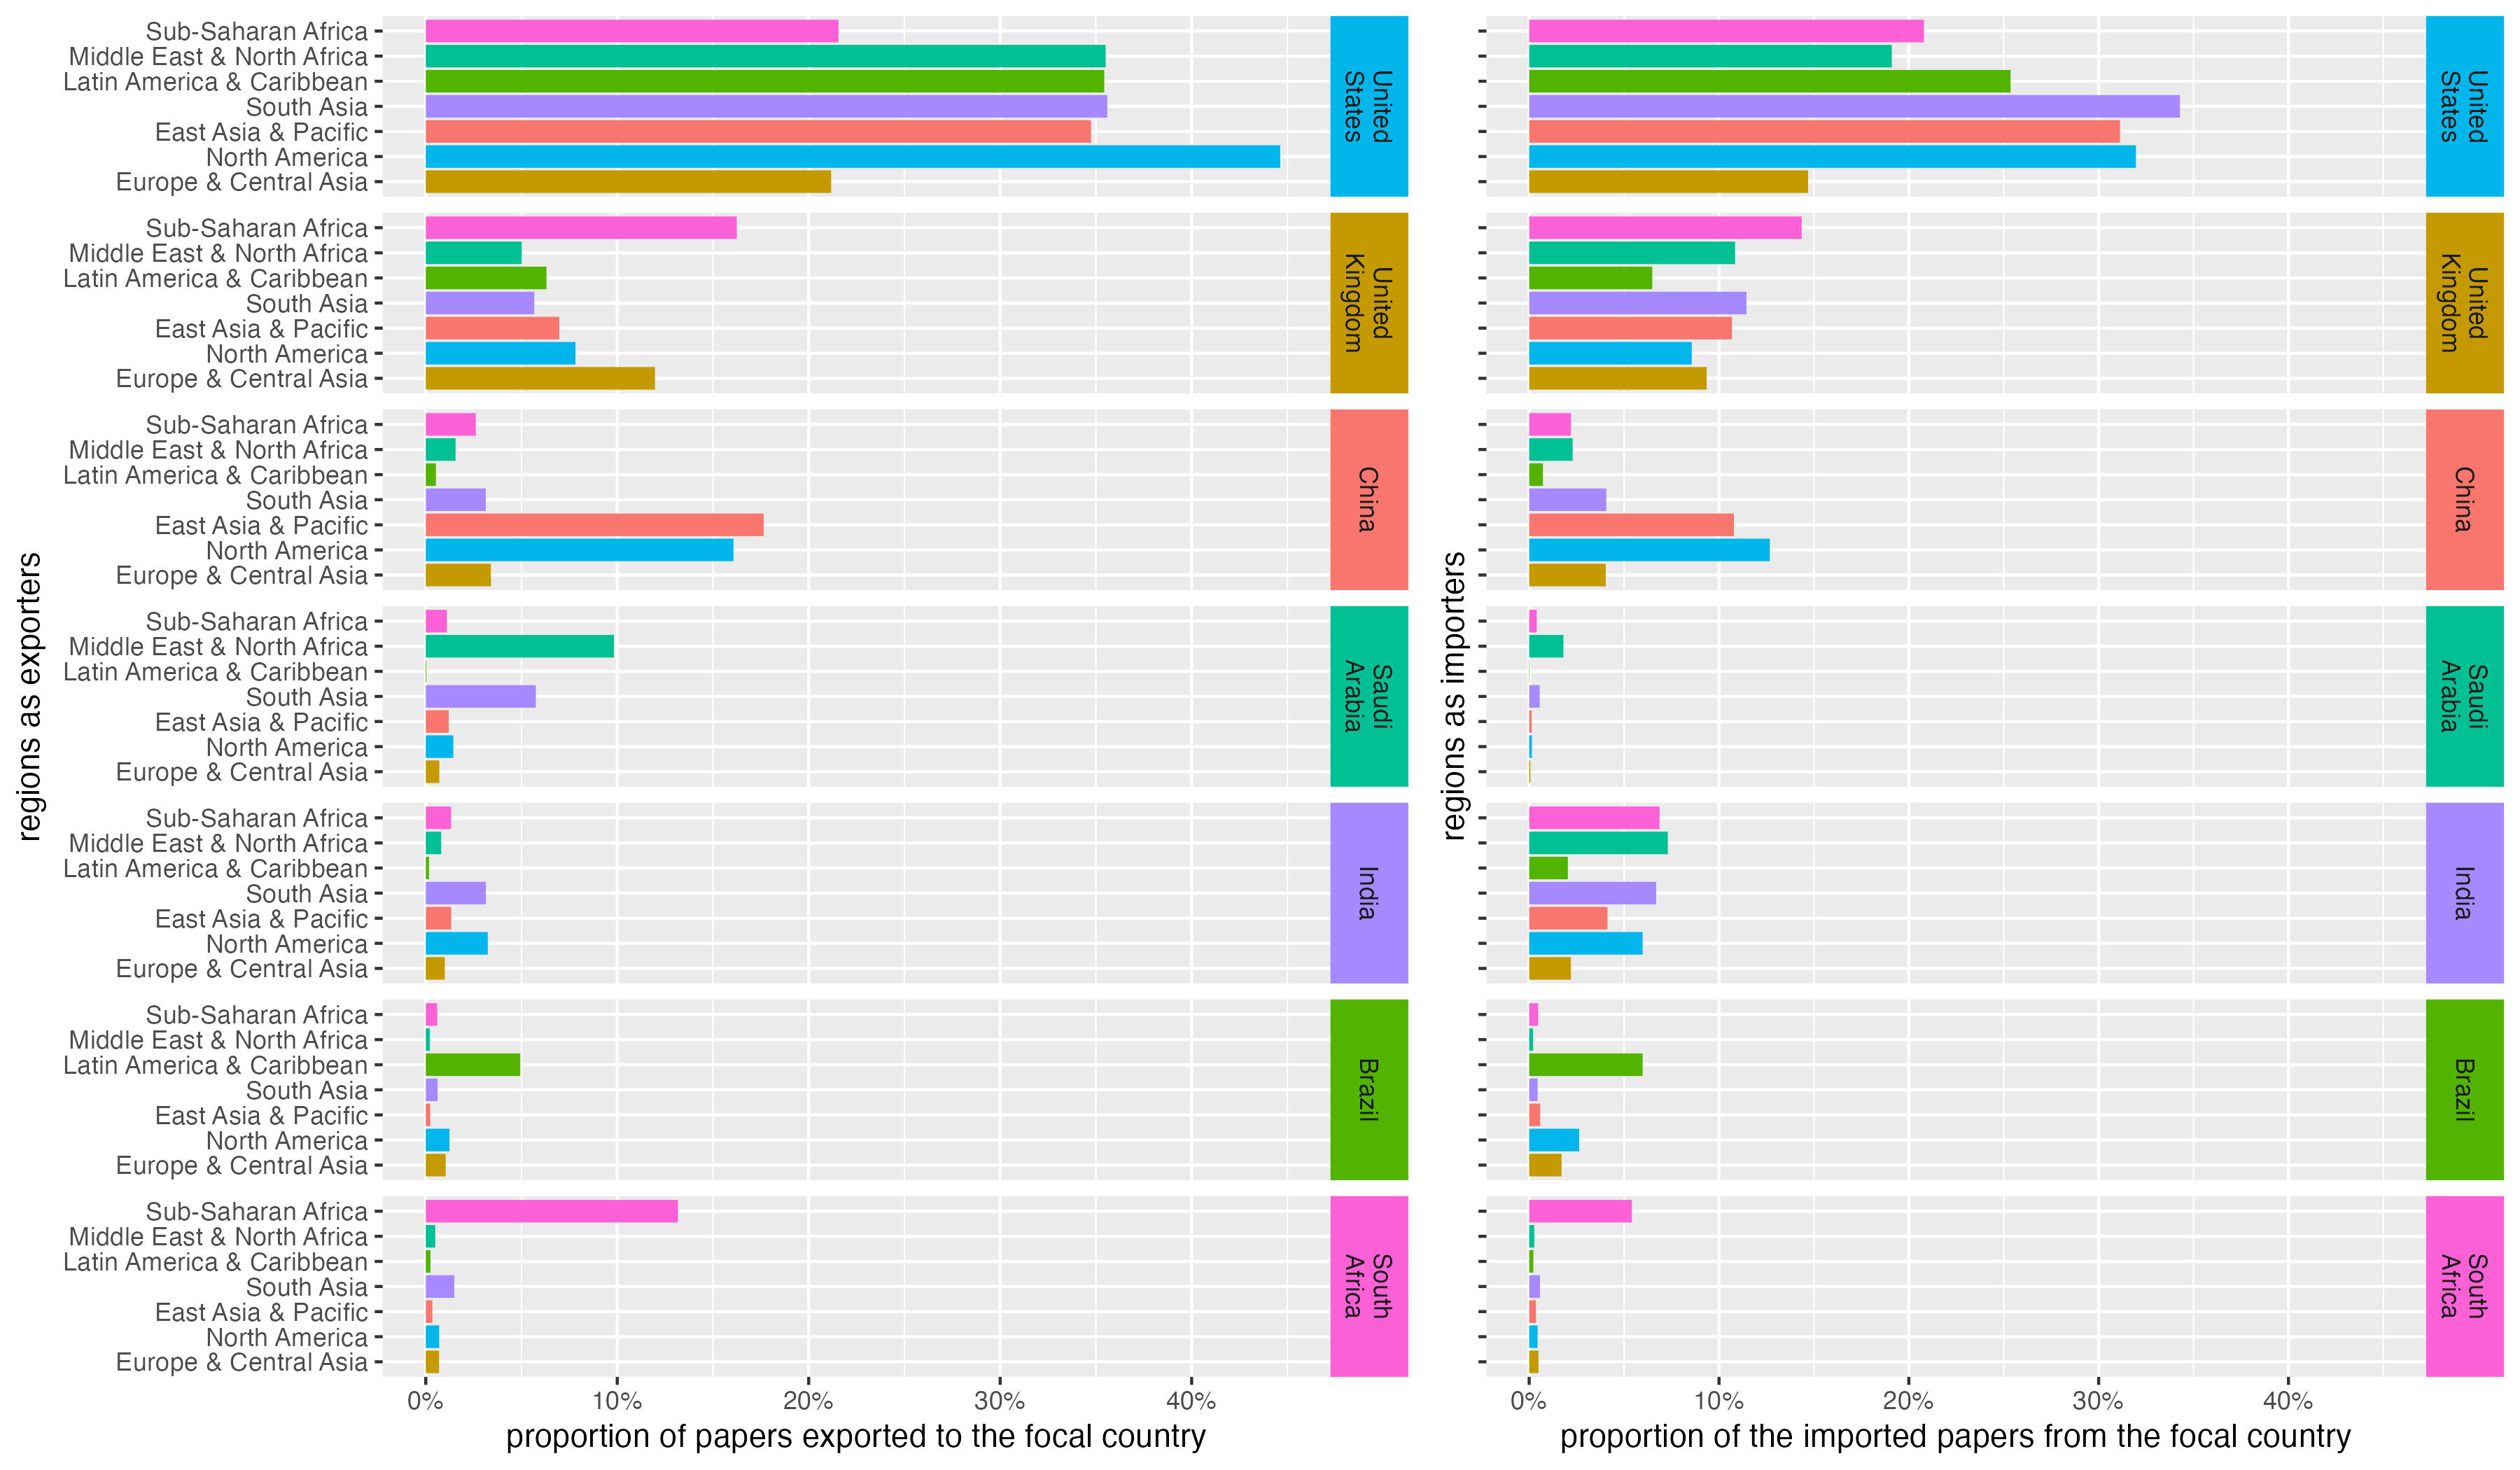 regions as exporters
Sub-Saharan Africa
Middle East & North Africa
Latin America & Caribbean
South Asia
East Asia & Pacific
North America
Europe & Central Asia
United
States
Sub-Saharan Africa
Middle East & North Africa
Latin America & Caribbean
South Asia
East Asia & Pacific
North America
Europe & Central Asia
United
Kingdom
Sub-Saharan Africa
Middle East & North Africa
Latin America & Caribbean
South Asia
East Asia & Pacific
North America
Europe & Central Asia
China
Sub-Saharan Africa
Middle East & North Africa
Latin America & Caribbean
South Asia
East Asia & Pacific
North America
Europe & Central Asia
Saudi
Arabia
Sub-Saharan Africa
Middle East & North Africa
Latin America & Caribbean
South Asia
East Asia & Pacific
North America
Europe & Central Asia
India
Sub-Saharan Africa
Middle East & North Africa
Latin America & Caribbean
South Asia
East Asia & Pacific
North America
Europe & Central Asia
Brazil
Sub-Saharan Africa
Middle East & North Africa
Latin America & Caribbean
South Asia
East Asia & Pacific
North America
Europe & Central Asia
South
Africa
0% 10% 20% 30% 40%
proportion of papers exported to the focal country
regions as importers
United
States
United
Kingdom
China
Saudi
Arabia
India
Brazil
South
Africa
0% 10% 20% 30% 40%
proportion of the imported papers from the focal country